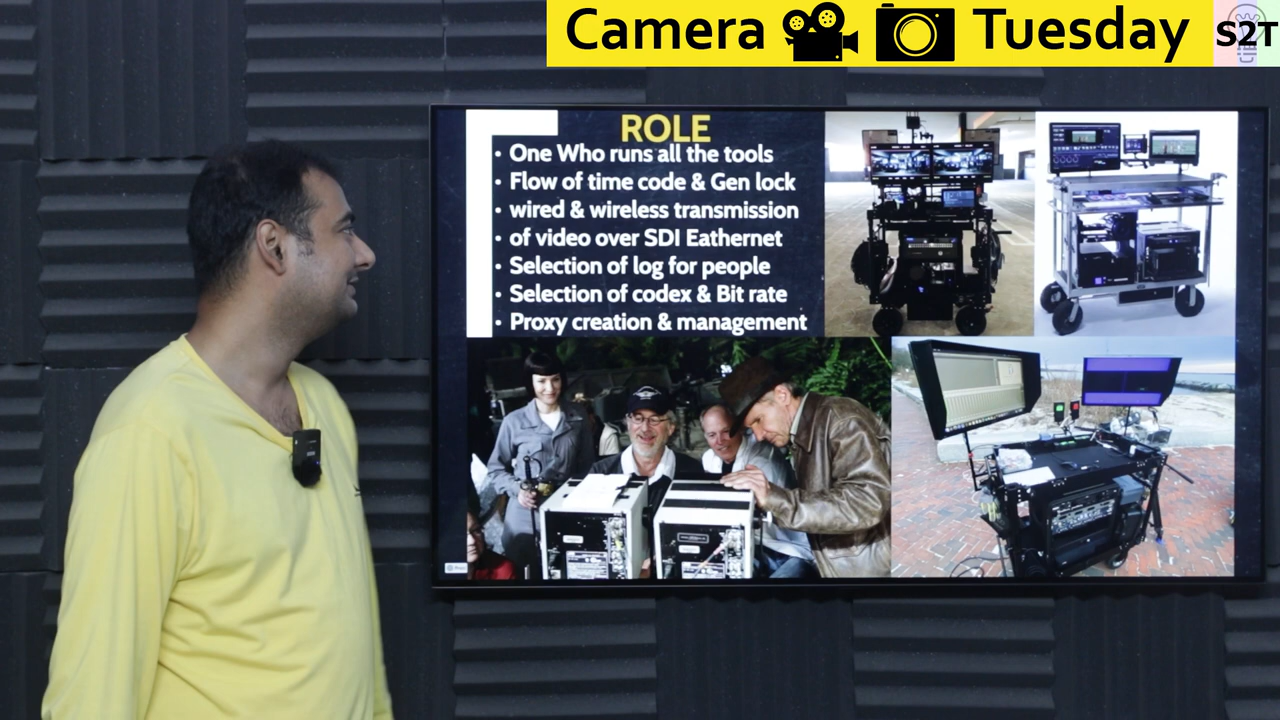 Camera Tuesday S2T
ROLE
• One Who runs all the tools
• Flow of time code & Gen lock
• wired & wireless transmission
• of video over SDI Eathernet
• Selection of log for people
• Selection of codex & Bit rate
• Proxy creation & management